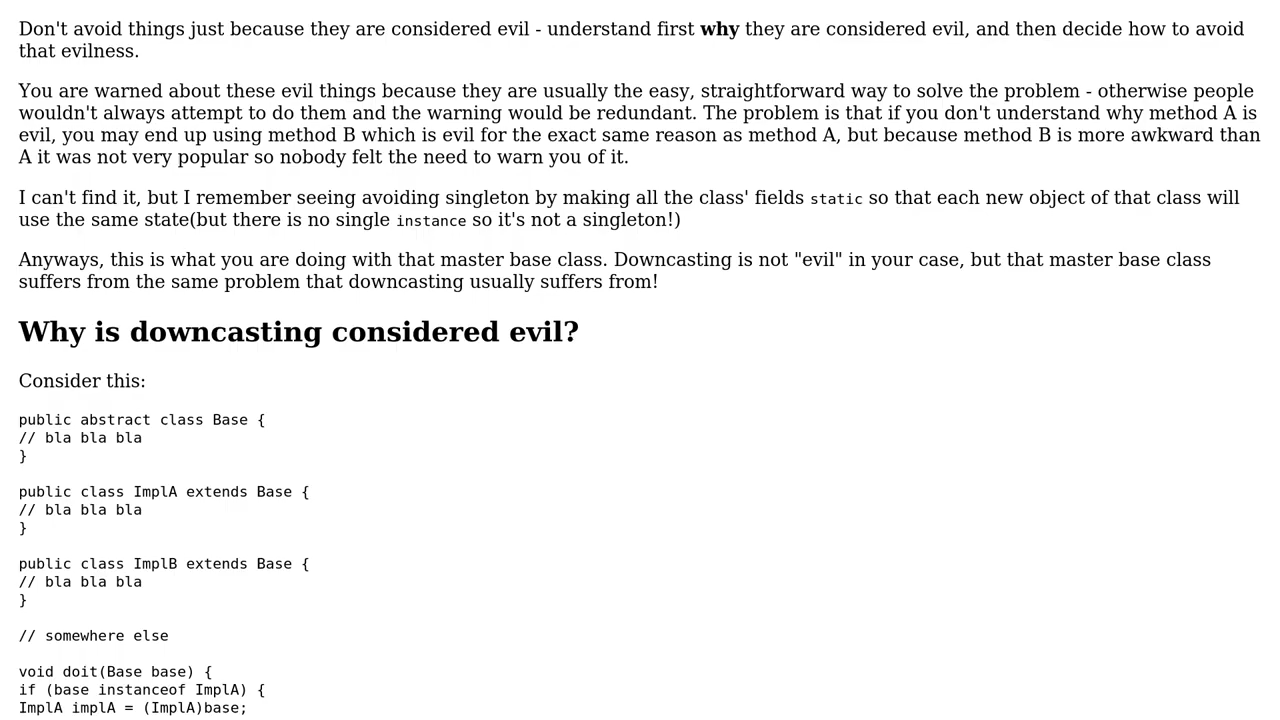 Don't avoid things just because they are considered evil - understand first why they are considered evil, and then decide how to avoid
that evilness.
You are warned about these evil things because they are usually the easy, straightforward way to solve the problem - otherwise people
wouldn't always attempt to do them and the warning would be redundant. The problem is that if you don't understand why method A is
evil, you may end up using method B which is evil for the exact same reason as method A, but because method B is more awkward than
A it was not very popular so nobody felt the need to warn you of it.
I can't find it, but I remember seeing avoiding singleton by making all the class' fields static so that each new object of that class will
use the same state(but there is no single instance so it's not a singleton!)
Anyways, this is what you are doing with that master base class. Downcasting is not "evil" in your case, but that master base class
suffers from the same problem that downcasting usually suffers from!
Why is downcasting considered evil?
Consider this:
public abstract class Base {
// bla bla bla
}
public class ImplA extends Base {
// bla bla bla
}
public class ImplB extends Base {
// bla bla bla
}
// somewhere else
void doit(Base base) {
if (base instanceof ImplA) {
ImplA implA = (ImplA)base;